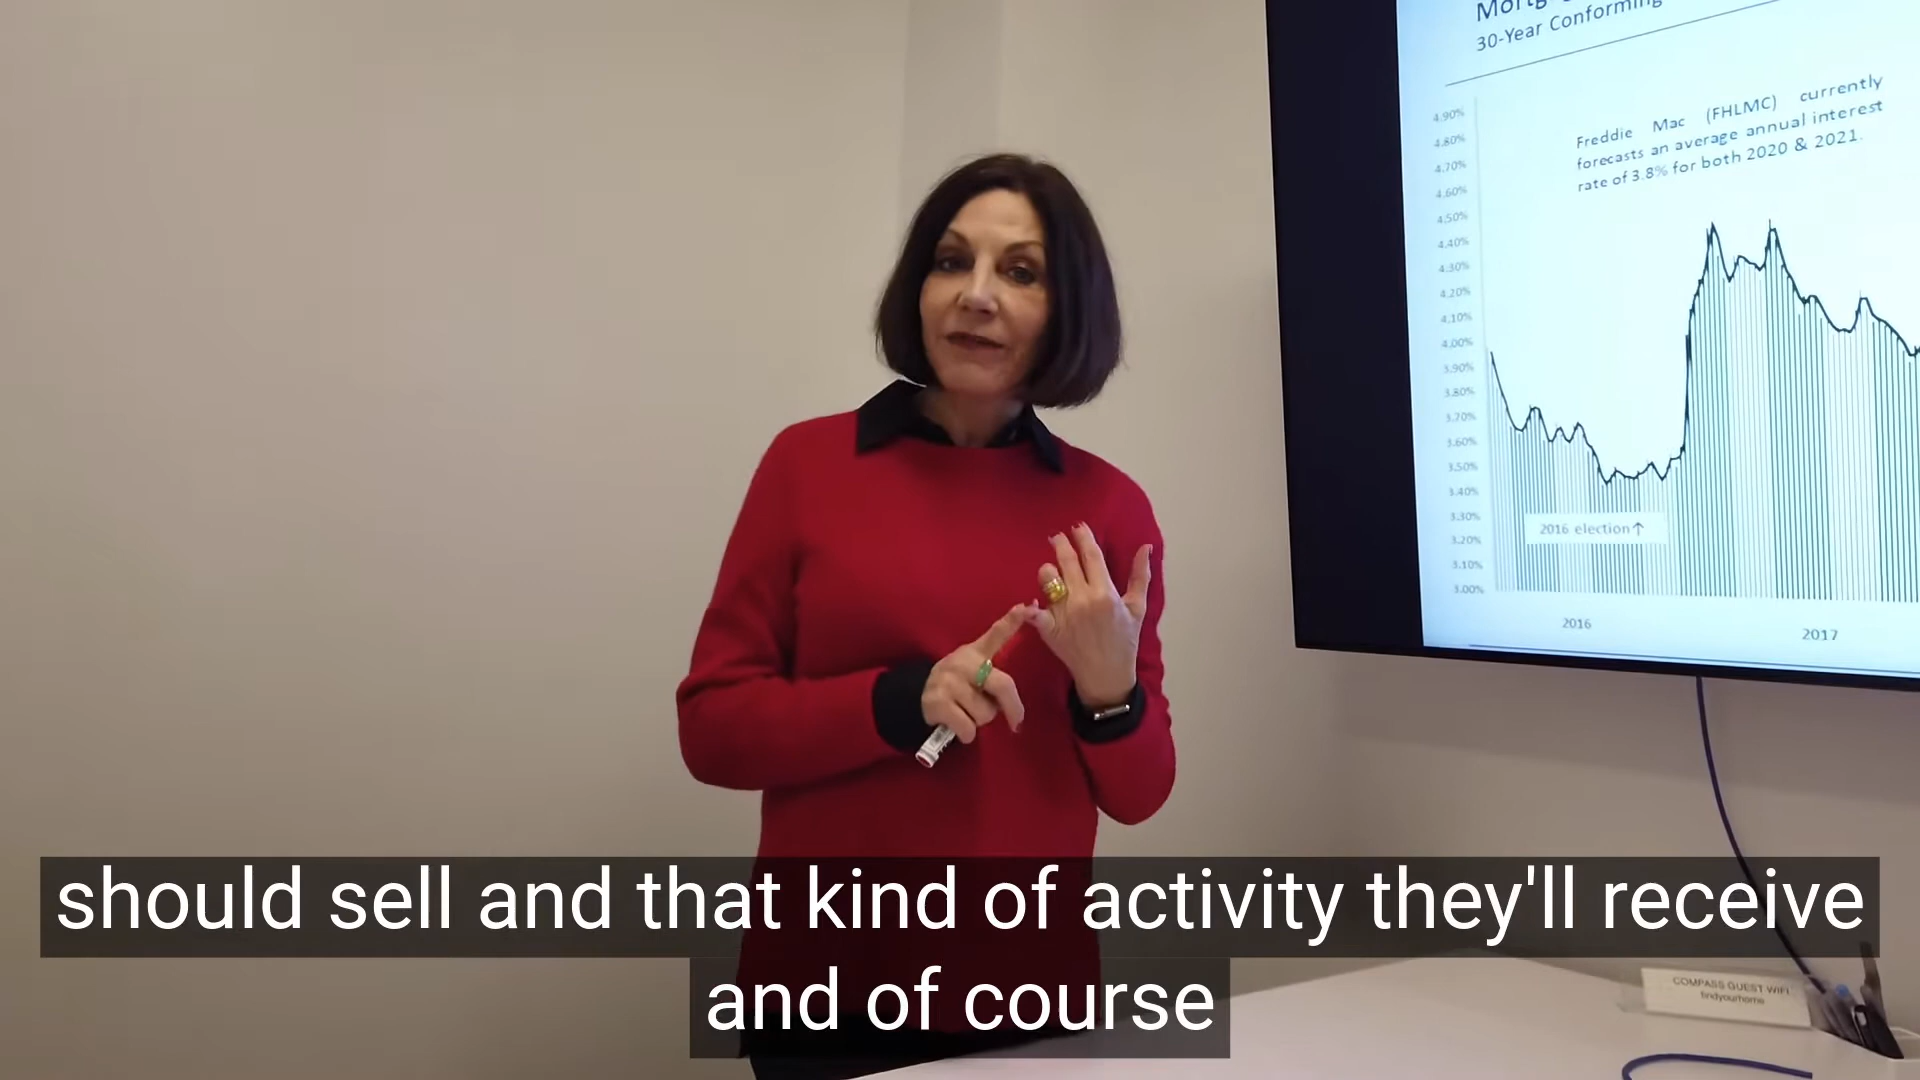 30-Year Conforming
Freddie Mac (FHLMC) currently
forecasts an average annual interest
rate of 3.8% for both 2020 & 2021.
4.90%
4.80%
4.70%
4.60%
4.50%
4.40%
4.30%
4.20%
4.10%
4.00%
3.90%
3.80%
3.70%
3.60%
3.50%
3.40%
3.30%
3.20%
3.10%
3.00%
2016 election↑
2016 2017
should sell and that kind of activity they'll receive
and of course
COMPASS GUEST WIFI
findyourhome